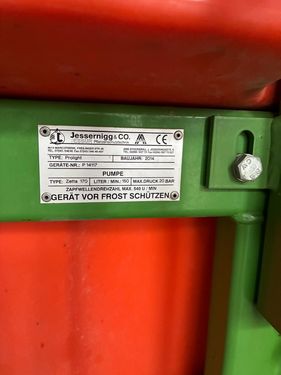 Jessernigg & CO.
TYPE: Prolight BAUJAHR: 2014
GERÄTE-NR.: P 14117
PUMPE
TYPE: Zeta 170 LITER / MIN.: 150 MAX.DRUCK 20 BAR
ZAPFWELLENDREHZAHL MAX. 540 U / MIN
GERÄT VOR FROST SCHÜTZEN